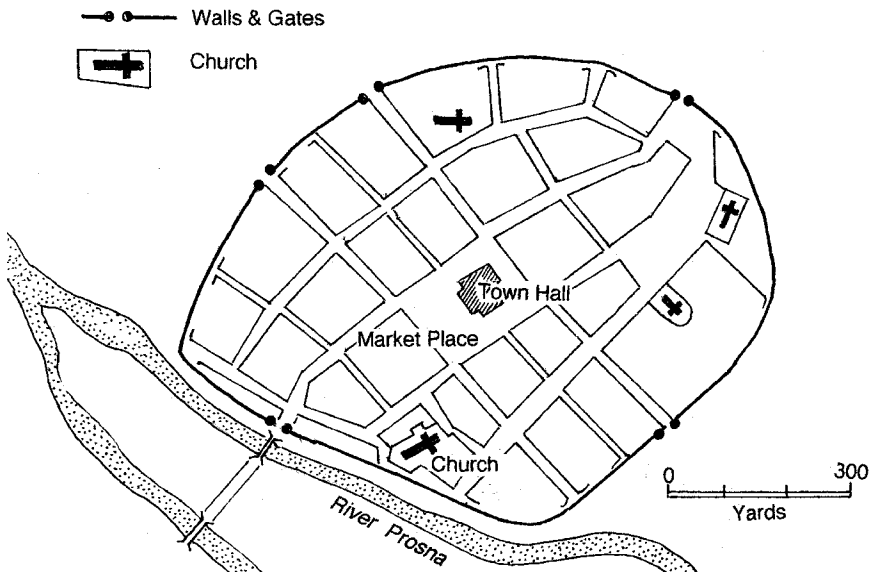 Walls & Gates
Church
Town Hall
Market Place
Church
River Prosna
0 300
Yards